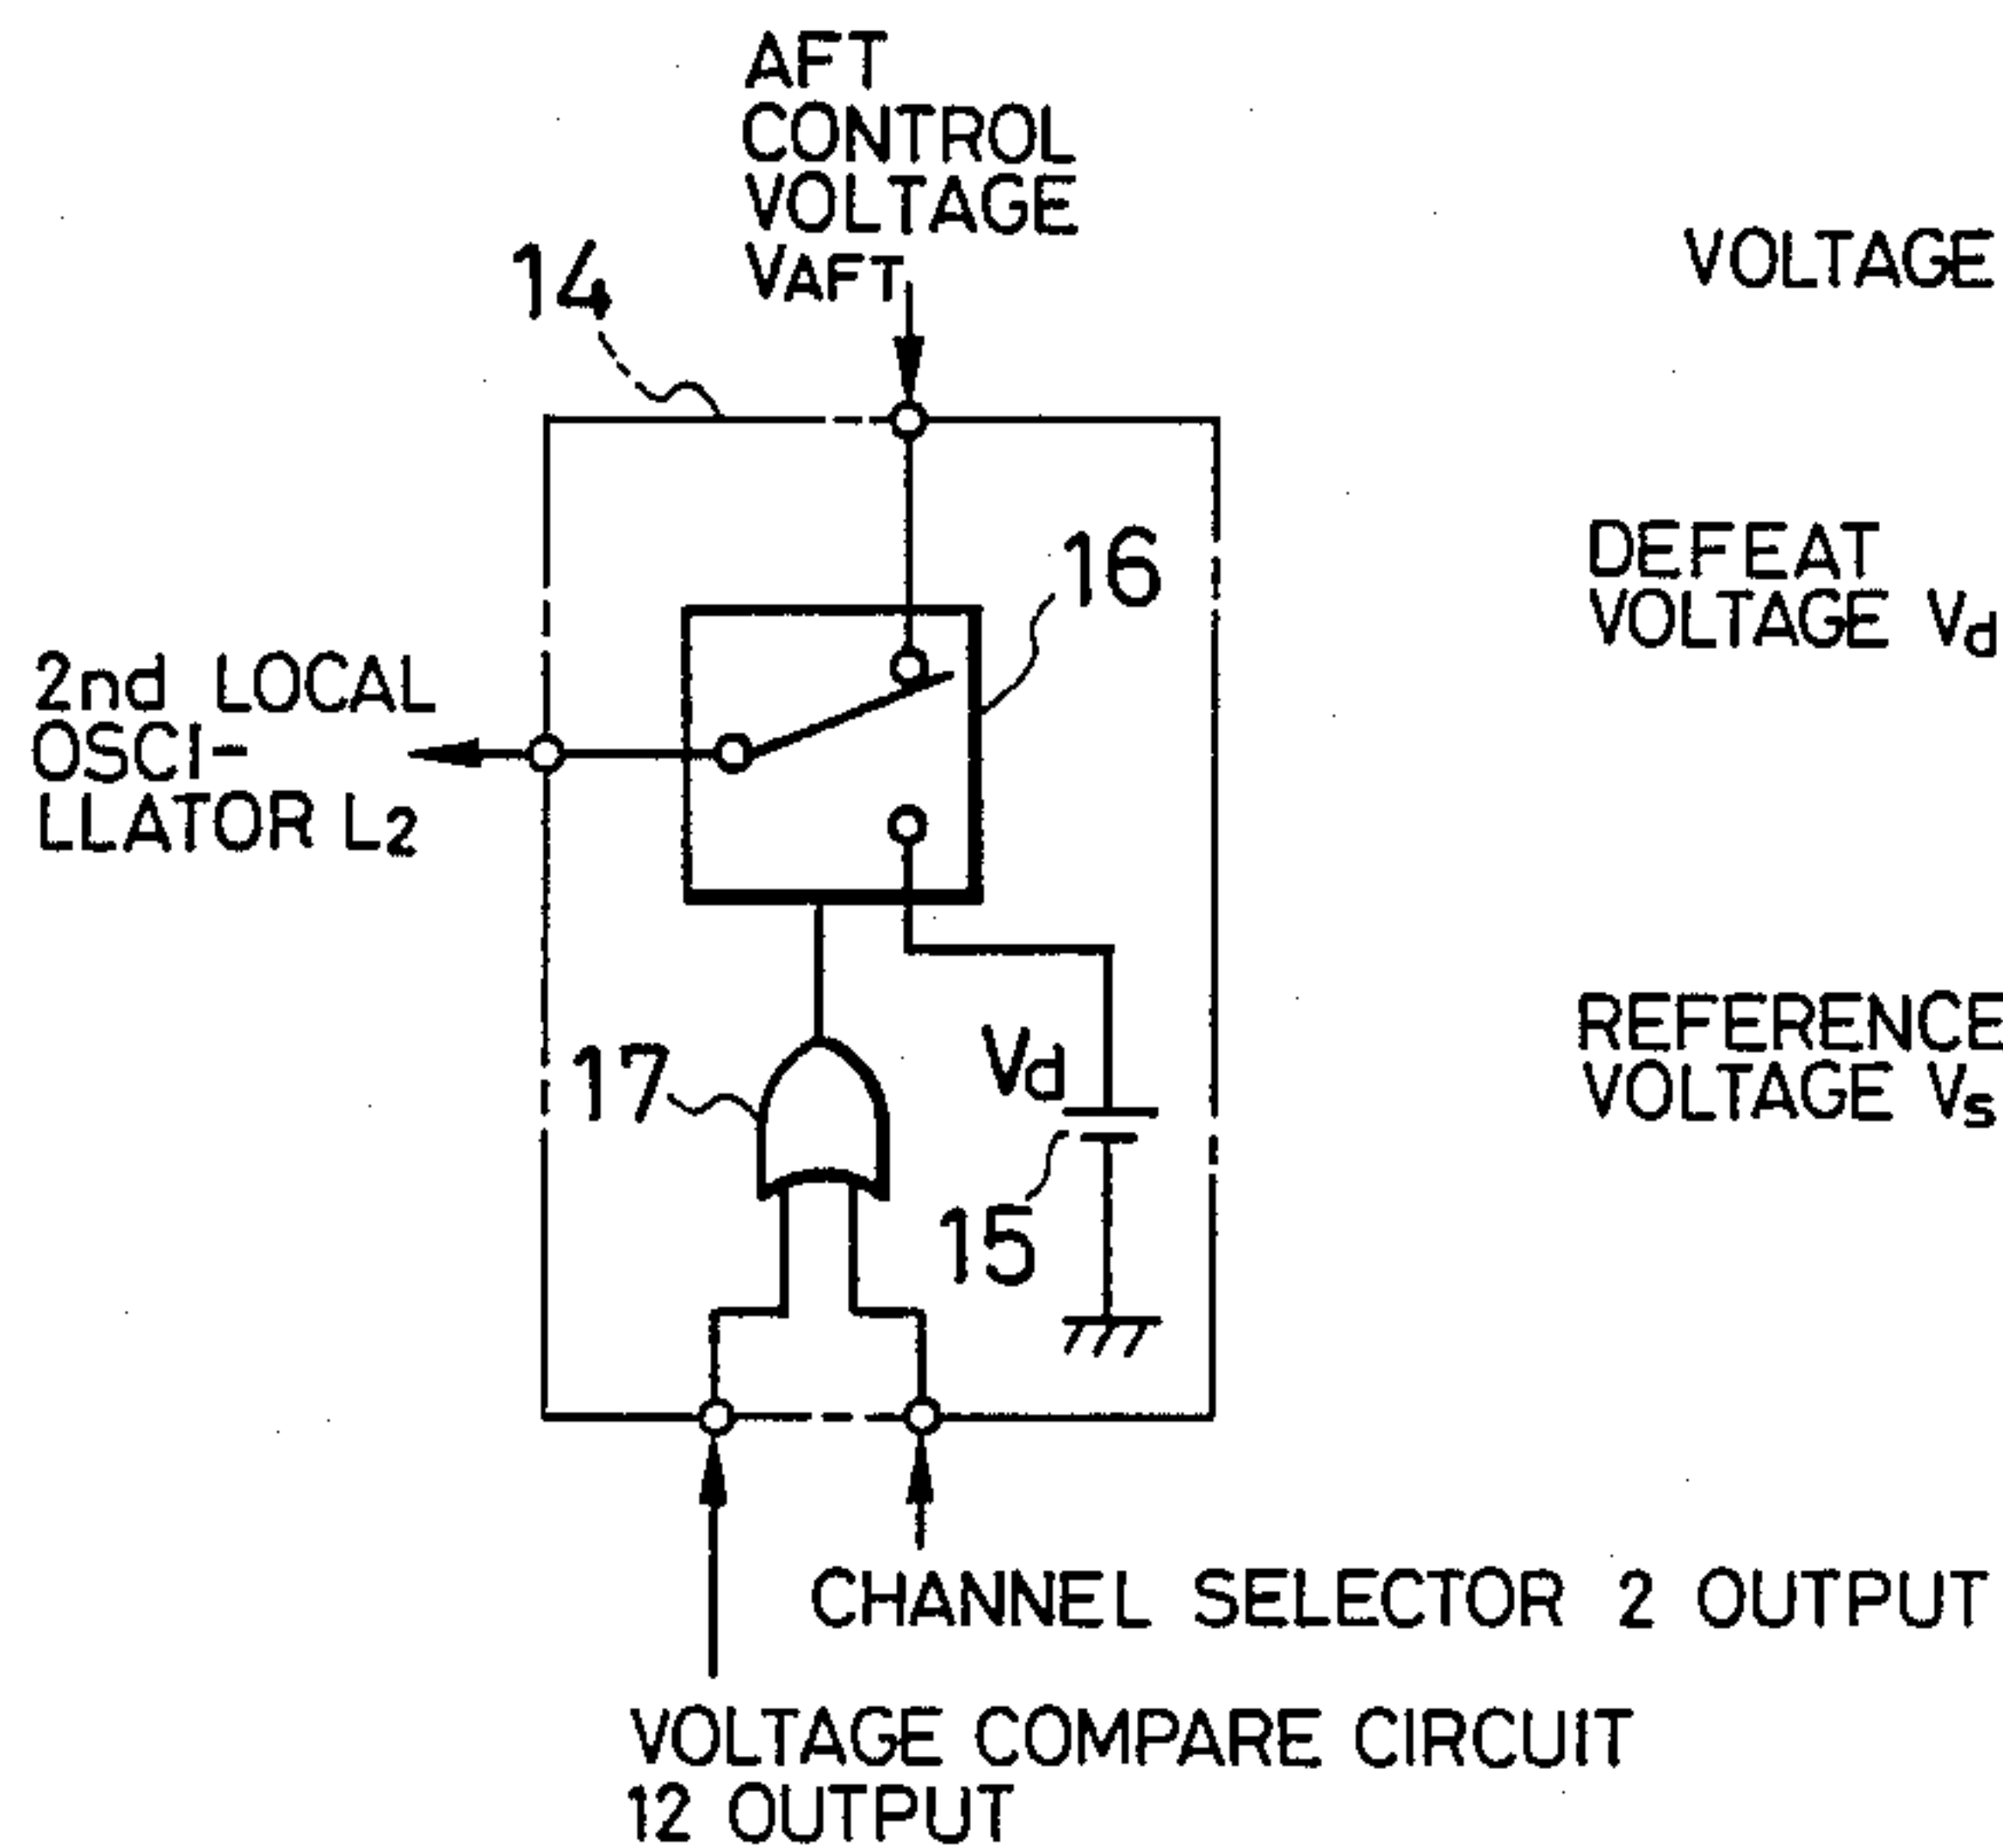 AFT
CONTROL
VOLTAGE
VAFT
14
16
2nd LOCAL
OSCI-
LLATOR L2
17
Vd
15
CHANNEL SELECTOR 2 OUTPUT
VOLTAGE COMPARE CIRCUIT
12 OUTPUT
VOLTAGE
DEFEAT
VOLTAGE Vd
REFERENCE
VOLTAGE Vs